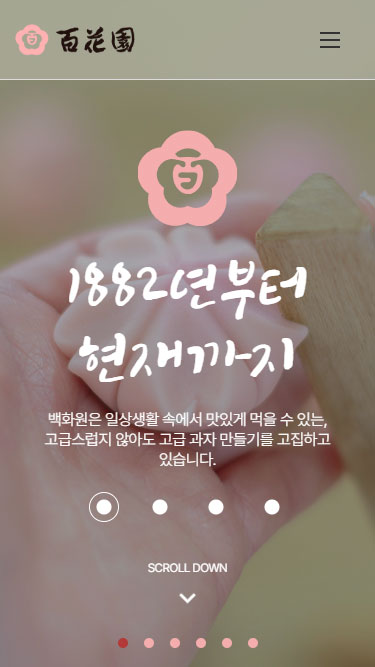 百花園
百
1882년부터
현재까지
백화원은 일상생활 속에서 맛있게 먹을 수 있는,
고급스럽지 않아도 고급 과자 만들기를 고집하고
있습니다.
SCROLL DOWN